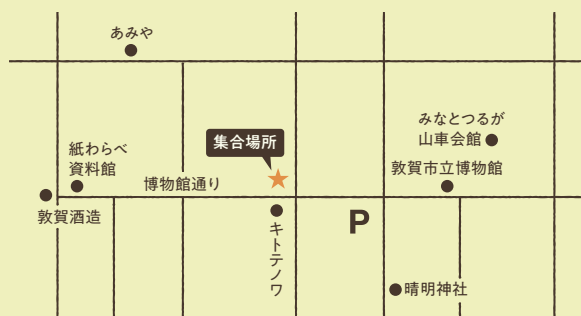 あみや
みなとつるが
山車会館
集合場所
紙わらべ
資料館
敦賀市立博物館
博物館通り
敦賀酒造
キトテノワ
P
晴明神社